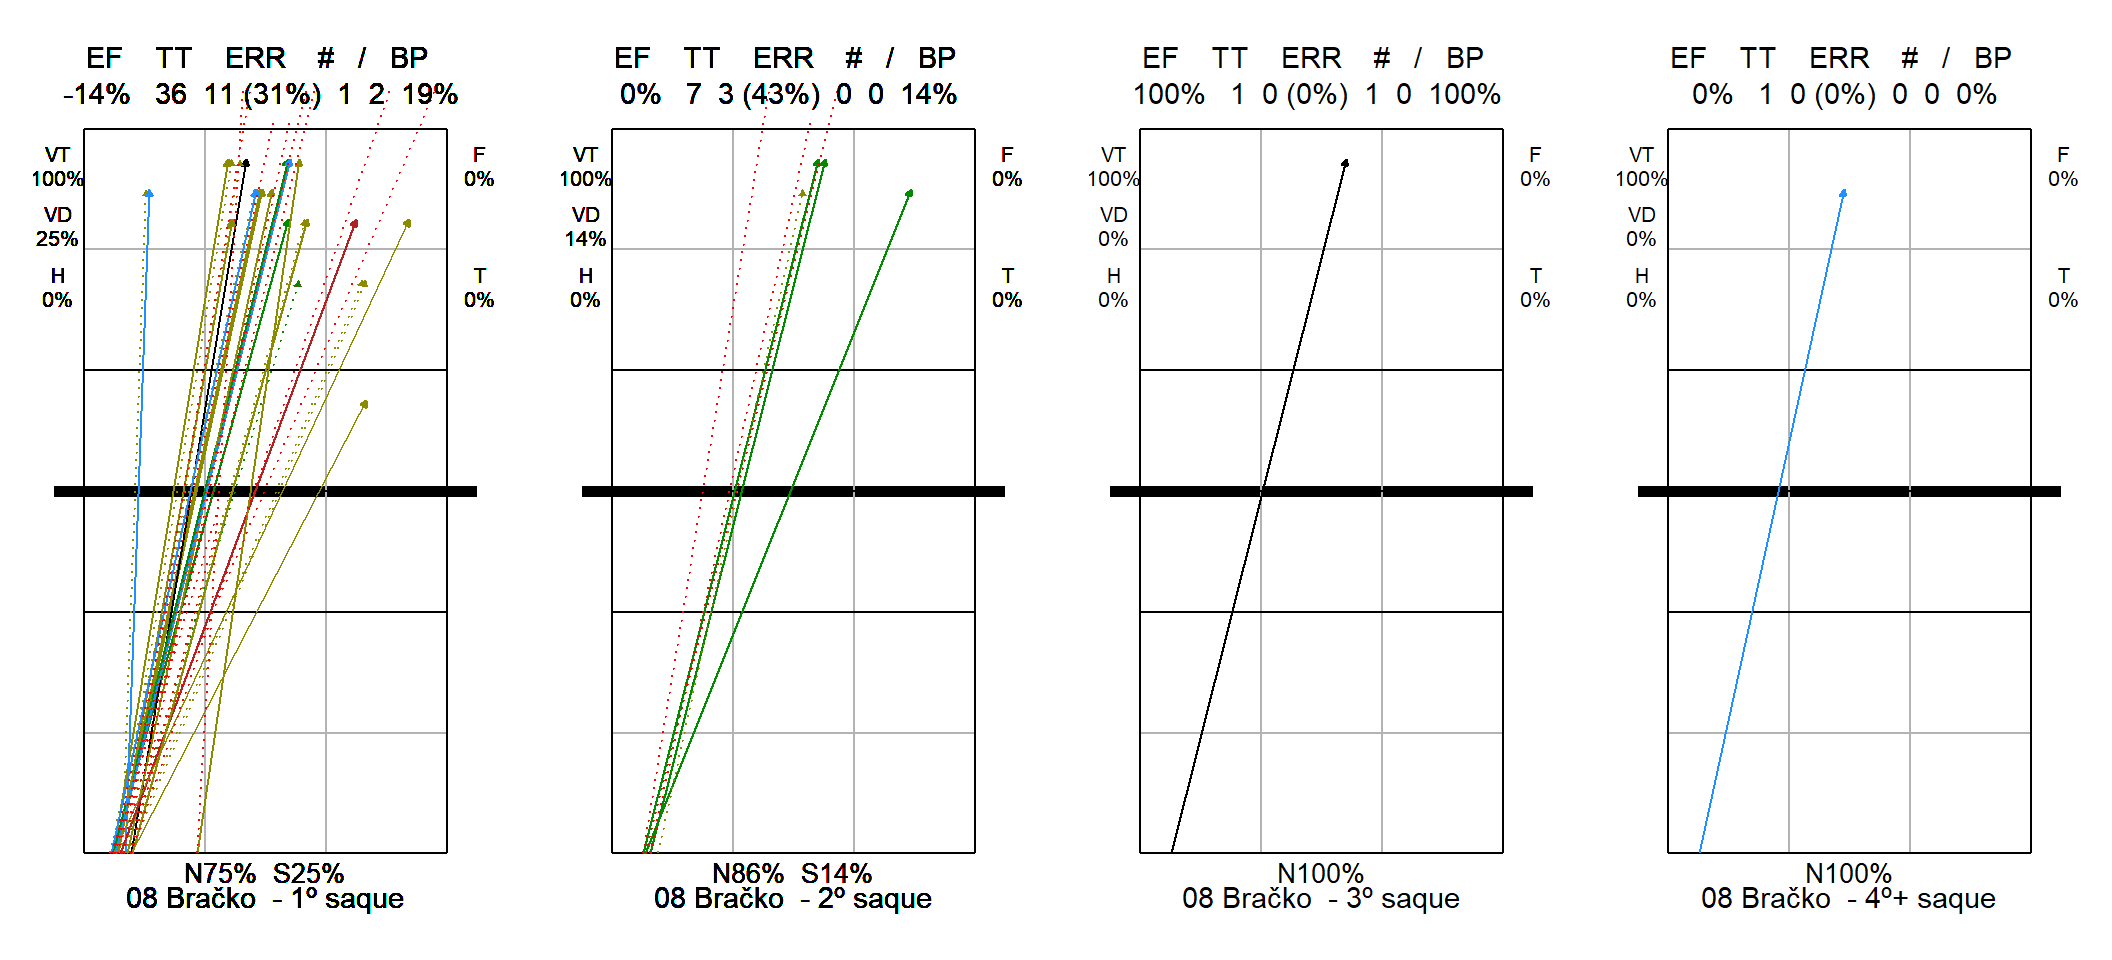 EF TT ERR # / BP
-14% 36 11 (31%) 1 2 19%
VT
100%
VD
25%
H
0%
F
0%
T
0%
N75% S25%
08 Bračko - 1º saque
EF TT ERR # / BP
0% 7 3 (43%) 0 0 14%
VT
100%
VD
14%
H
0%
F
0%
T
0%
N86% S14%
08 Bračko - 2º saque
EF TT ERR # / BP
100% 1 0 (0%) 1 0 100%
VT
100%
VD
0%
H
0%
F
0%
T
0%
N100%
08 Bračko - 3º saque
EF TT ERR # / BP
0% 1 0 (0%) 0 0 0%
VT
100%
VD
0%
H
0%
F
0%
T
0%
N100%
08 Bračko - 4º+ saque